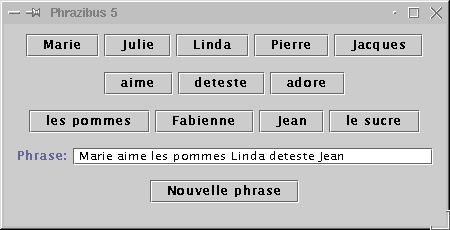 Phrazibus 5
Marie Julie Linda Pierre Jacques
aime deteste adore
les pommes Fabienne Jean le sucre
Phrase: Marie aime les pommes Linda deteste Jean
Nouvelle phrase